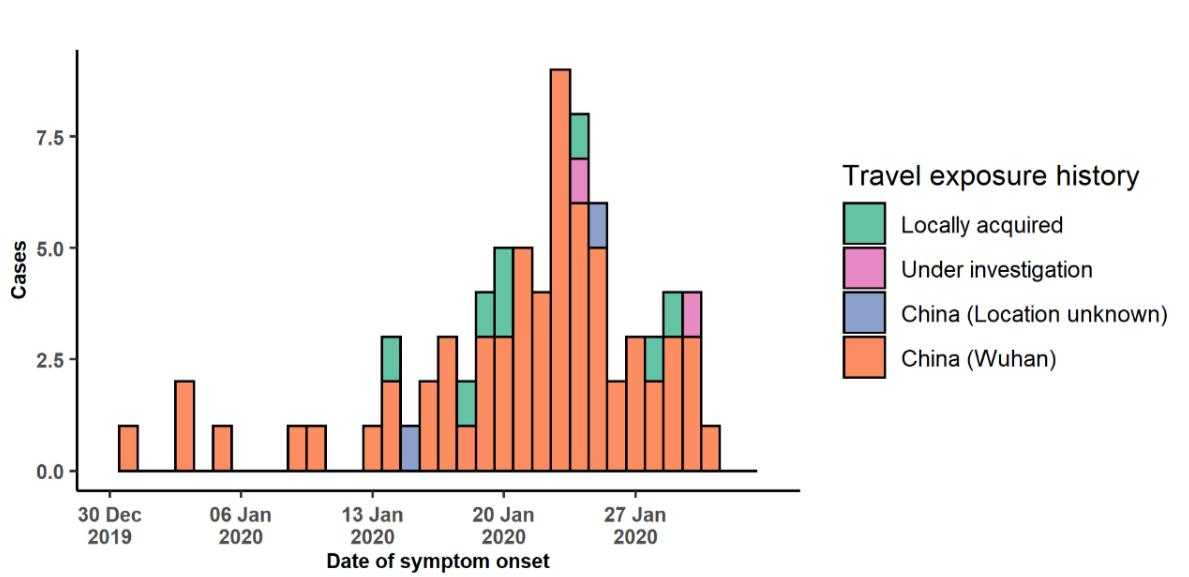 7.5
5.0
2.5
0.0
Cases
30 Dec
2019
06 Jan
2020
13 Jan
2020
20 Jan
2020
27 Jan
2020
Date of symptom onset
Travel exposure history
Locally acquired
Under investigation
China (Location unknown)
China (Wuhan)